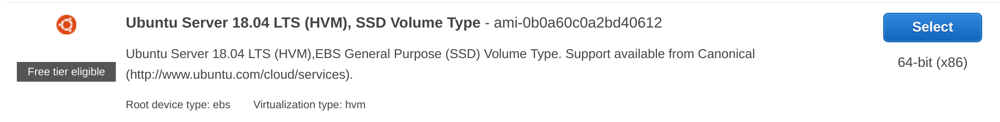 Ubuntu Server 18.04 LTS (HVM), SSD Volume Type - ami-0b0a60c0a2bd40612
Select
Ubuntu Server 18.04 LTS (HVM),EBS General Purpose (SSD) Volume Type. Support available from Canonical
64-bit (x86)
Free tier eligible
(http://www.ubuntu.com/cloud/services).
Root device type: ebs Virtualization type: hvm